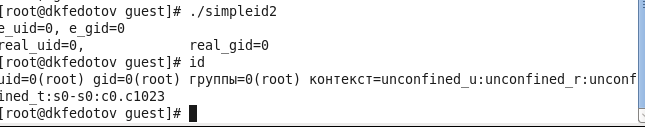 [root@dkfedotov guest]# ./simpleid2
e_uid=0, e_gid=0
real_uid=0,             real_gid=0
[root@dkfedotov guest]# id
uid=0(root) gid=0(root) группы=0(root) контекст=unconfined_u:unconfined_r:unconf
ined_t:s0-s0:c0.c1023
[root@dkfedotov guest]#